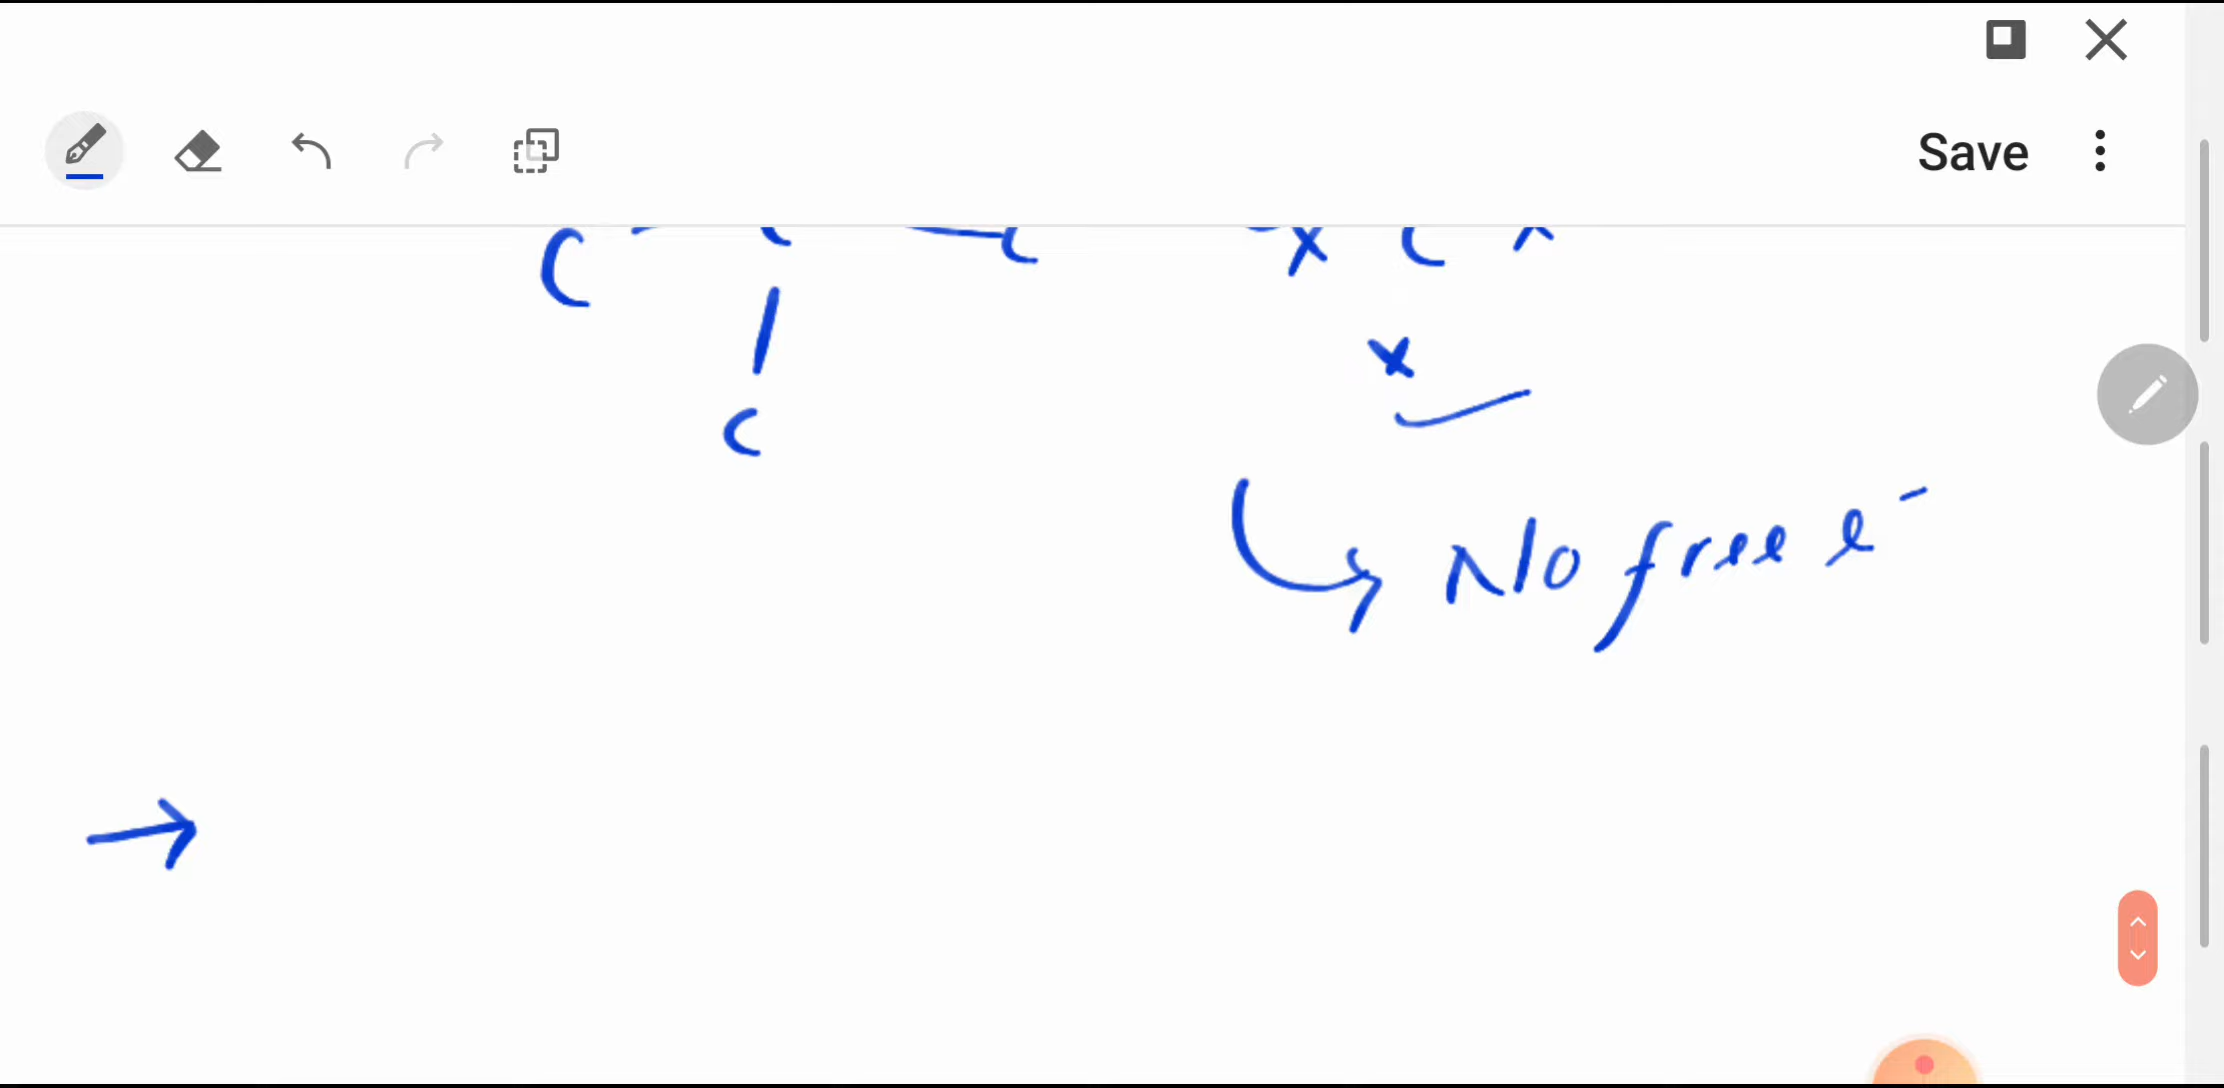 Save
C C C x C x
x
C
No free e⁻
→